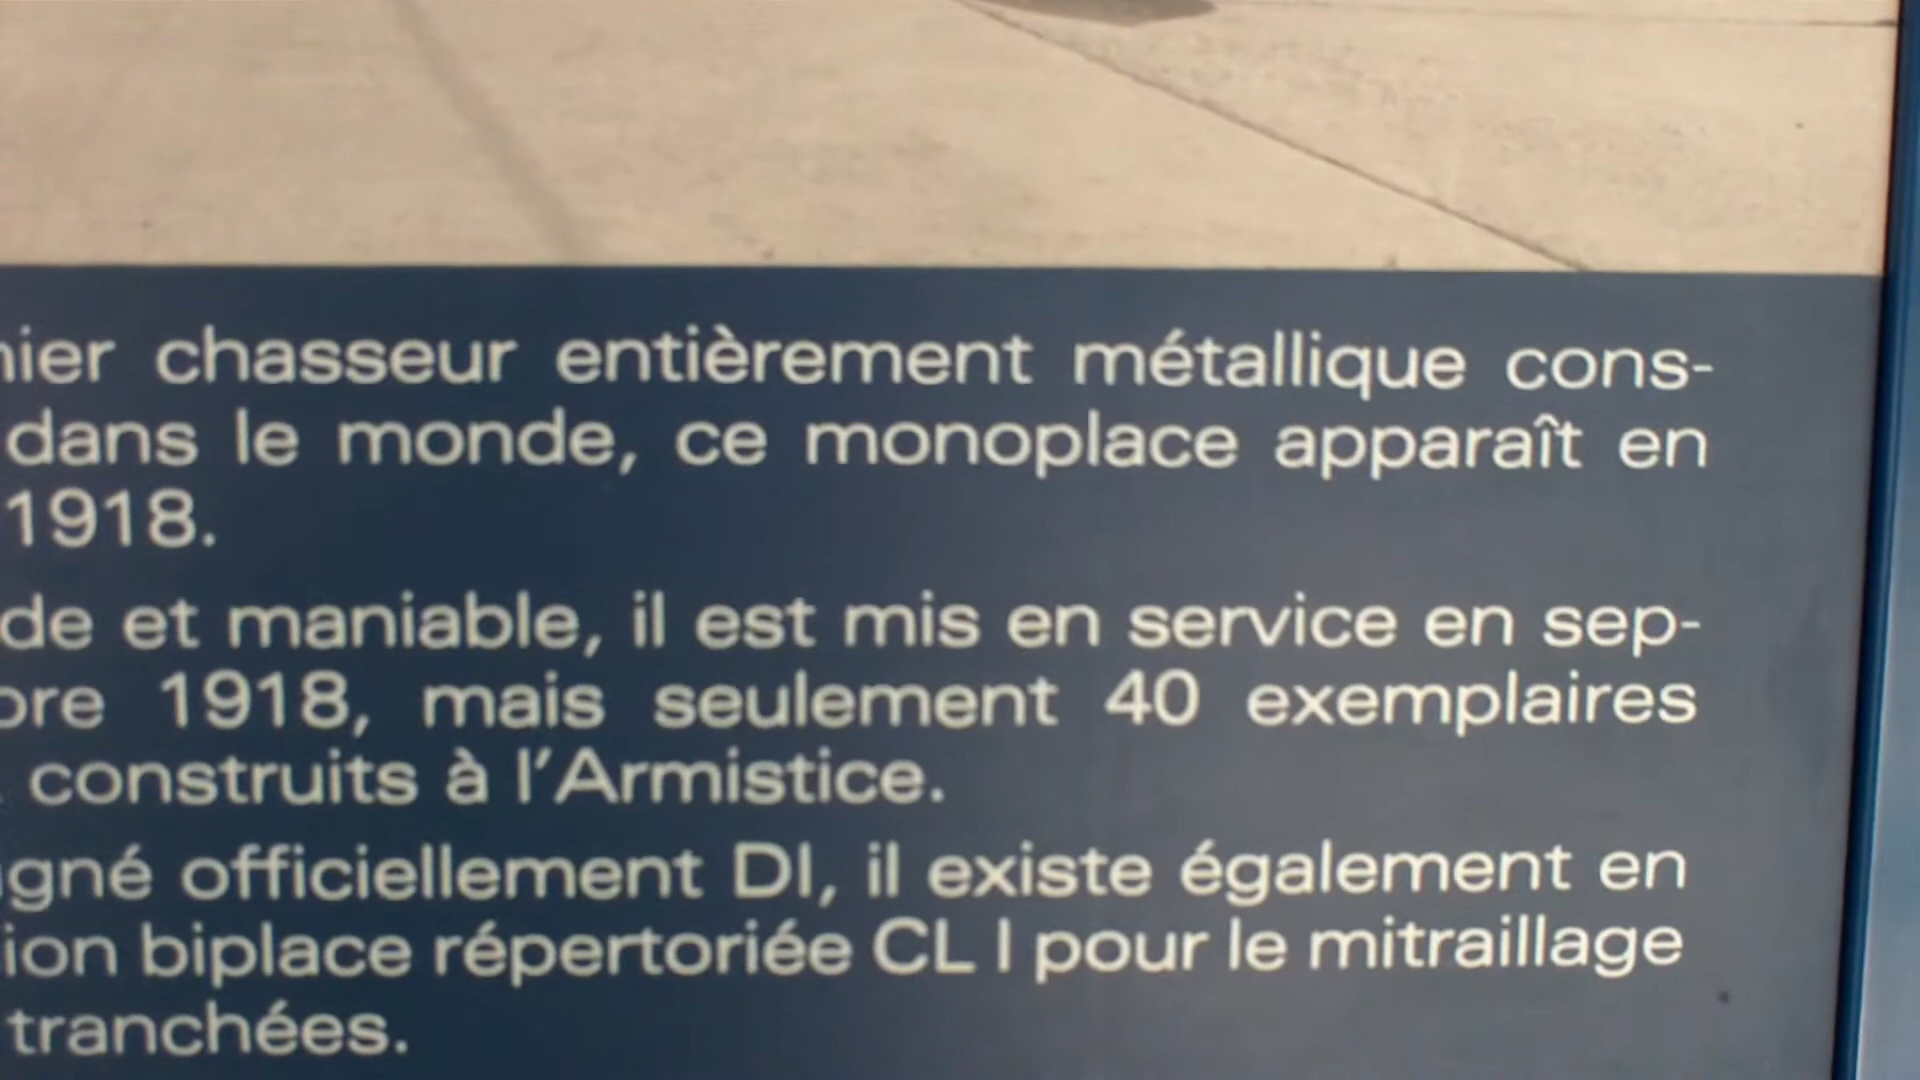 nier chasseur entièrement métallique cons-
dans le monde, ce monoplace apparaît en
1918.
de et maniable, il est mis en service en sep-
bre 1918, mais seulement 40 exemplaires
construits à l'Armistice.
igné officiellement DI, il existe également en
ion biplace répertoriée CL I pour le mitraillage
tranchées.